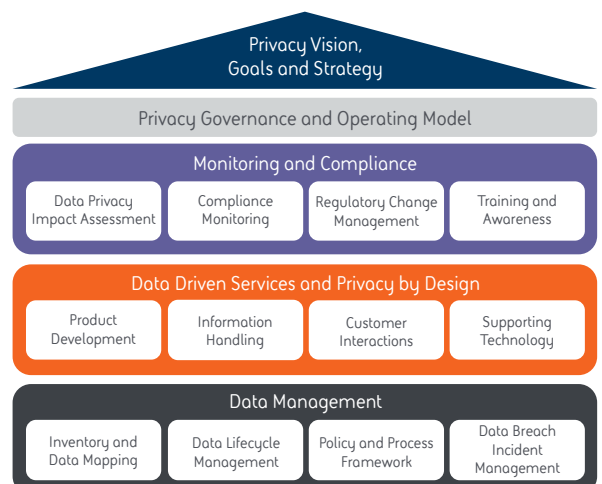 Privacy Vision,
Goals and Strategy
Privacy Governance and Operating Model
Monitoring and Compliance
Data Privacy
Impact Assessment
Compliance
Monitoring
Regulatory Change
Management
Training and
Awareness
Data Driven Services and Privacy by Design
Product
Development
Information
Handling
Customer
Interactions
Supporting
Technology
Data Management
Inventory and
Data Mapping
Data Lifecycle
Management
Policy and Process
Framework
Data Breach
Incident
Management